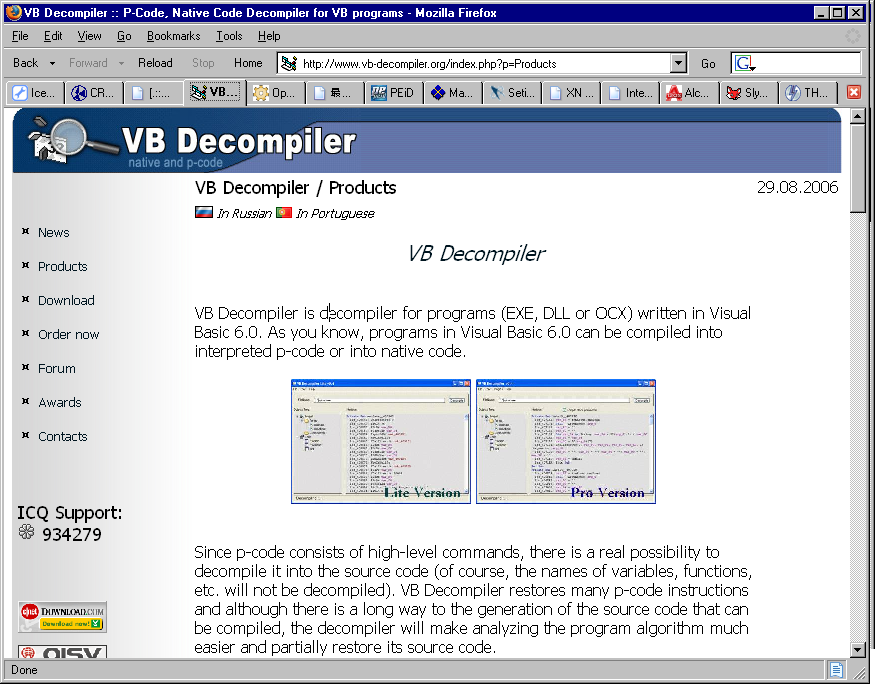 VB Decompiler :: P-Code, Native Code Decompiler for VB programs - Mozilla Firefox
File Edit View Go Bookmarks Tools Help
Back Forward Reload Stop Home http://www.vb-decompiler.org/index.php?p=Products Go
Ice... CR... [.::... VB... Op... 最... PEiD Ma... Seti... XN ... Inte... Alc... Sly... TH...
VB Decompiler
native and p-code
VB Decompiler / Products 29.08.2006
In Russian In Portuguese
News
Products
Download
Order now
Forum
Awards
Contacts
ICQ Support:
934279
c|net DOWNLOAD.COM
Download now!
VB Decompiler
VB Decompiler is decompiler for programs (EXE, DLL or OCX) written in Visual
Basic 6.0. As you know, programs in Visual Basic 6.0 can be compiled into
interpreted p-code or into native code.
Lite Version Pro Version
Since p-code consists of high-level commands, there is a real possibility to
decompile it into the source code (of course, the names of variables, functions,
etc. will not be decompiled). VB Decompiler restores many p-code instructions
and although there is a long way to the generation of the source code that can
be compiled, the decompiler will make analyzing the program algorithm much
easier and partially restore its source code.
Done